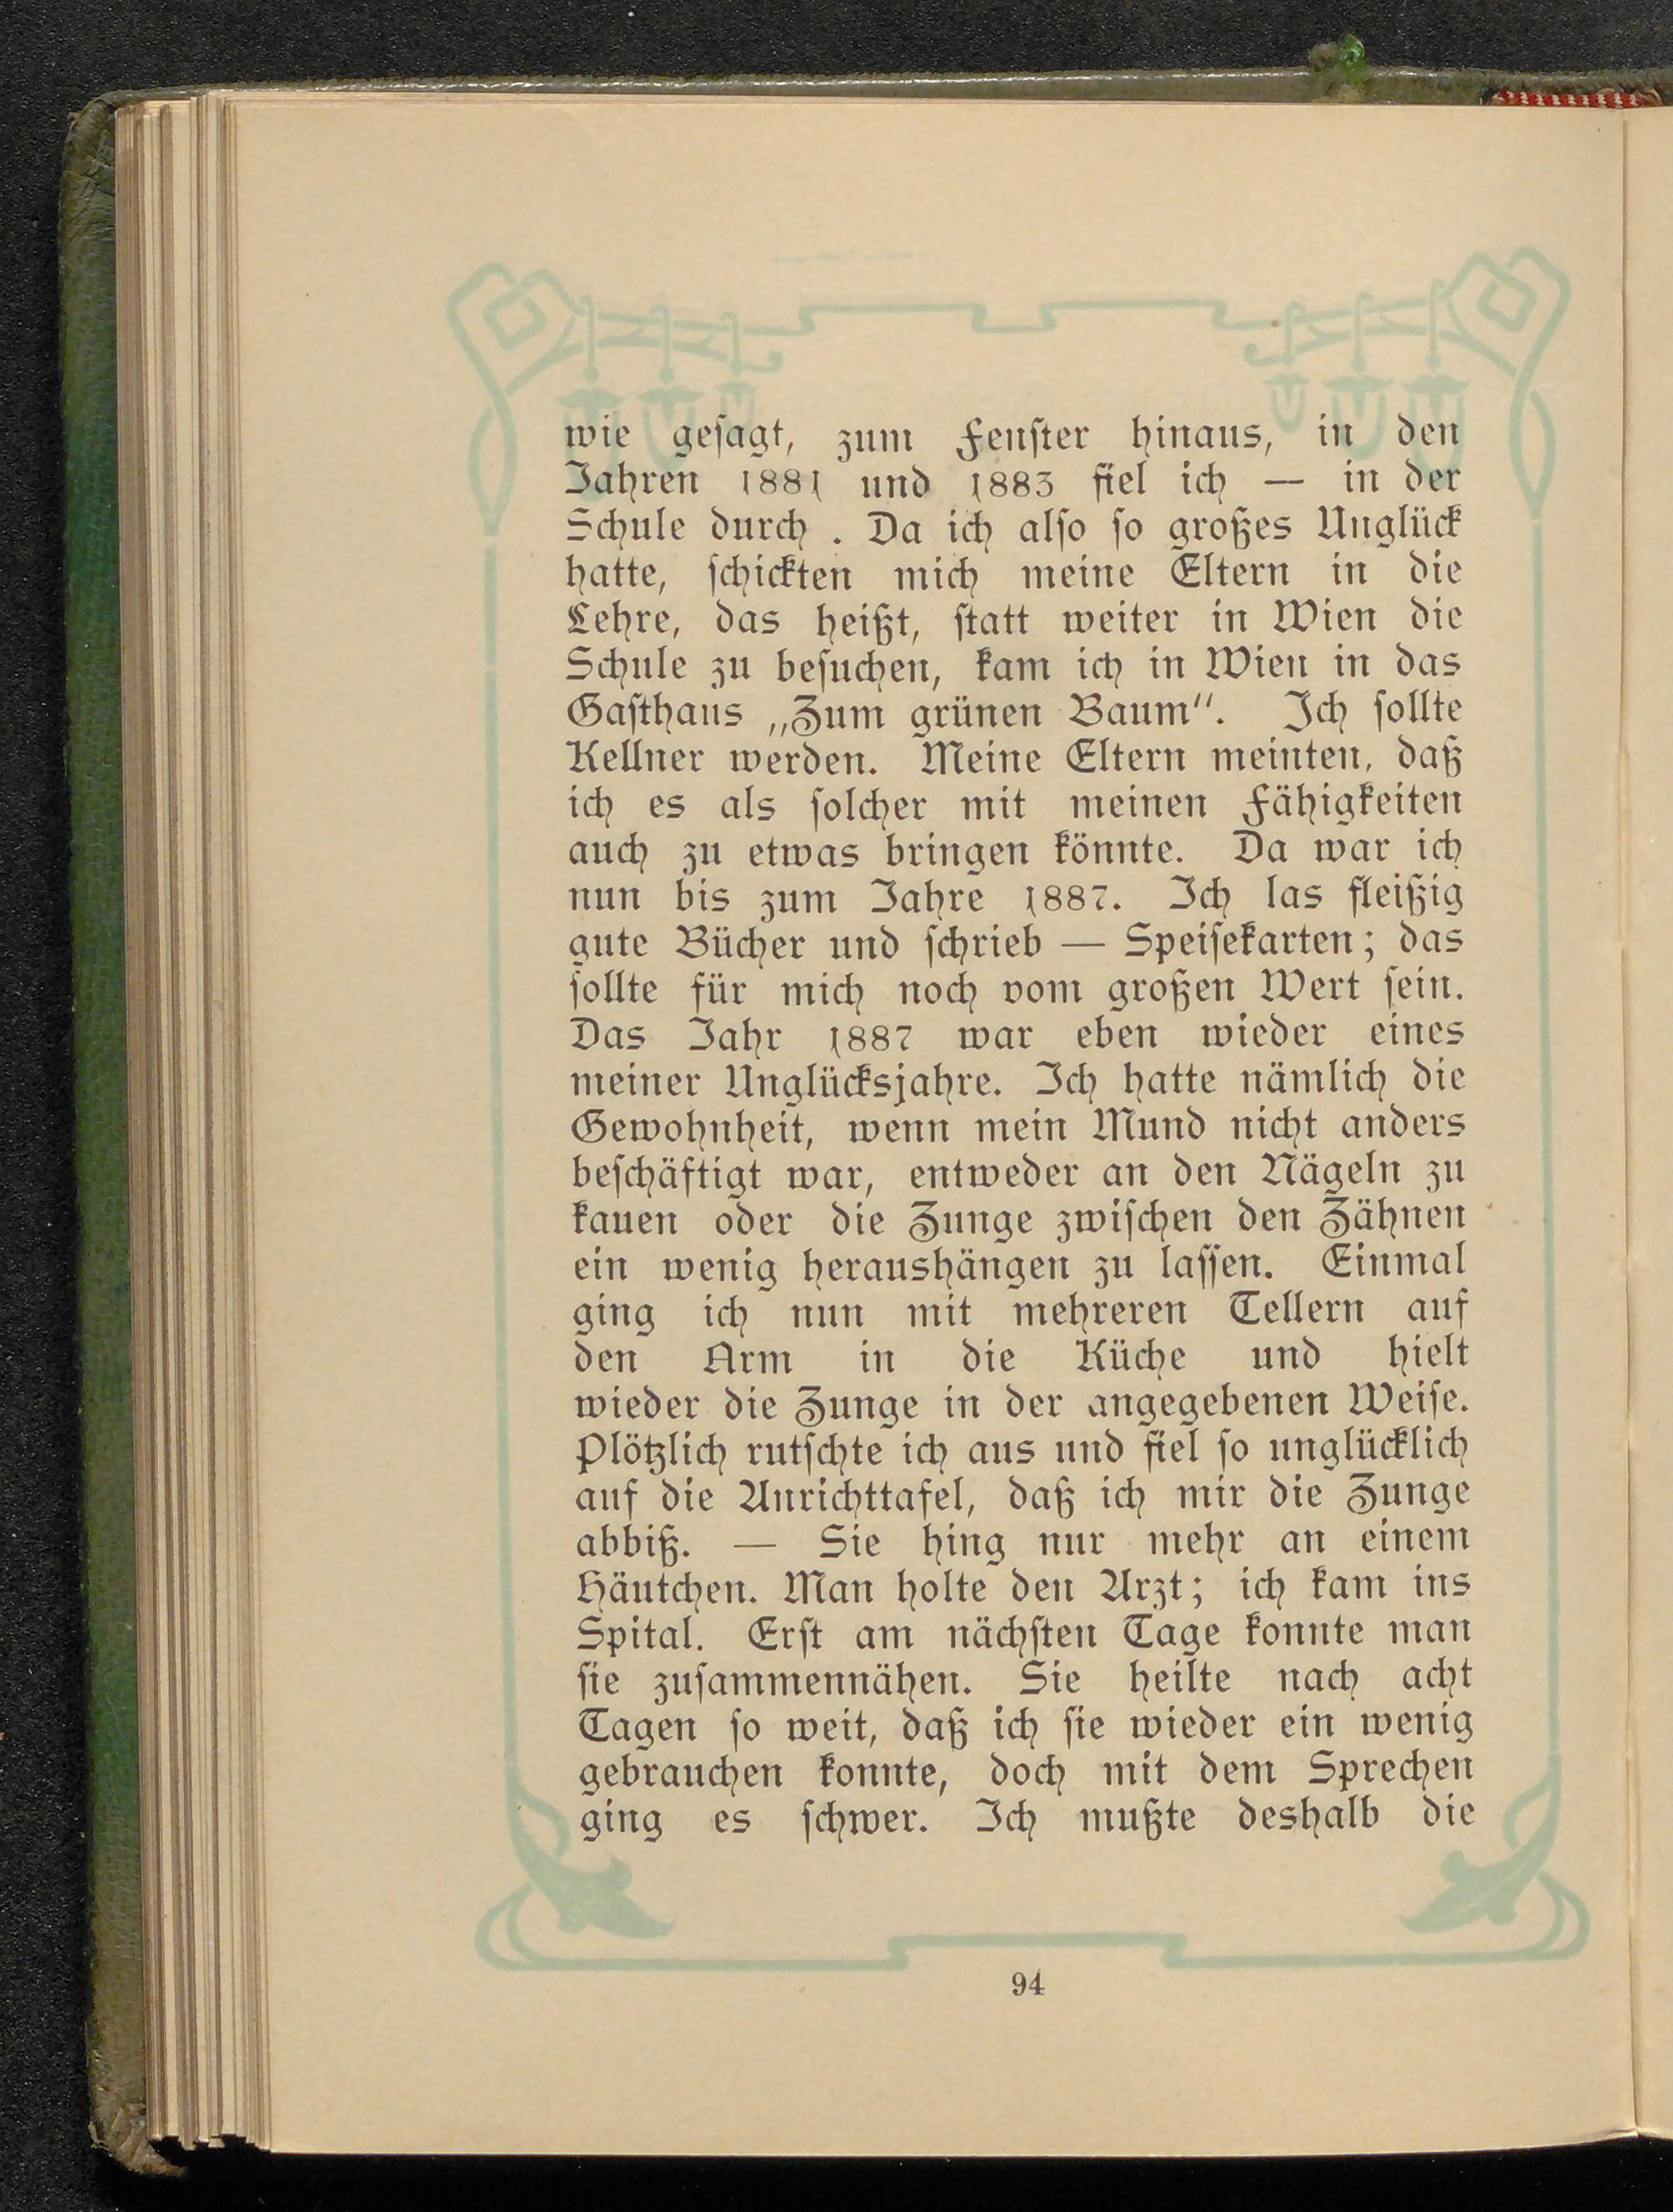 wie geſagt, zum Fenſter hinaus, in den
Jahren 1881 und 1883 fiel ich — in der
Schule durch . Da ich alſo ſo großes Unglück
hatte, ſchickten mich meine Eltern in die
Lehre, das heißt, ſtatt weiter in Wien die
Schule zu beſuchen, kam ich in Wien in das
Gaſthaus „Zum grünen Baum“. Ich ſollte
Kellner werden. Meine Eltern meinten, daß
ich es als ſolcher mit meinen Fähigkeiten
auch zu etwas bringen könnte. Da war ich
nun bis zum Jahre 1887. Ich las fleißig
gute Bücher und ſchrieb — Speiſekarten; das
ſollte für mich noch vom großen Wert ſein.
Das Jahr 1887 war eben wieder eines
meiner Unglücksjahre. Ich hatte nämlich die
Gewohnheit, wenn mein Mund nicht anders
beſchäftigt war, entweder an den Nägeln zu
kauen oder die Zunge zwiſchen den Zähnen
ein wenig heraushängen zu laſſen. Einmal
ging ich nun mit mehreren Tellern auf
den Arm in die Küche und hielt
wieder die Zunge in der angegebenen Weiſe.
Plötzlich rutſchte ich aus und fiel ſo unglücklich
auf die Anrichttafel, daß ich mir die Zunge
abbiß. — Sie hing nur mehr an einem
Häutchen. Man holte den Arzt; ich kam ins
Spital. Erſt am nächſten Tage konnte man
ſie zuſammennähen. Sie heilte nach acht
Tagen ſo weit, daß ich ſie wieder ein wenig
gebrauchen konnte, doch mit dem Sprechen
ging es ſchwer. Ich mußte deshalb die
94